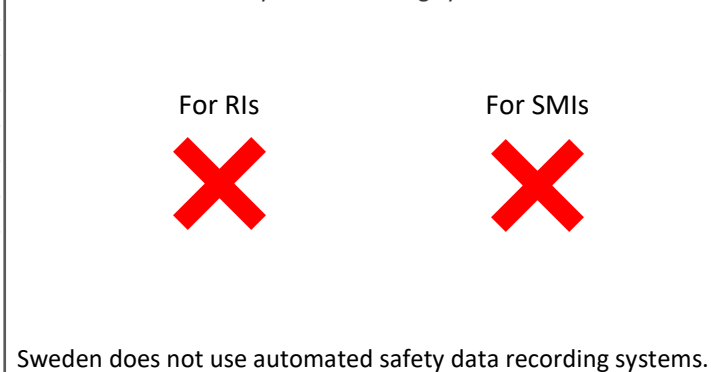 For RIs For SMIs
Sweden does not use automated safety data recording systems.